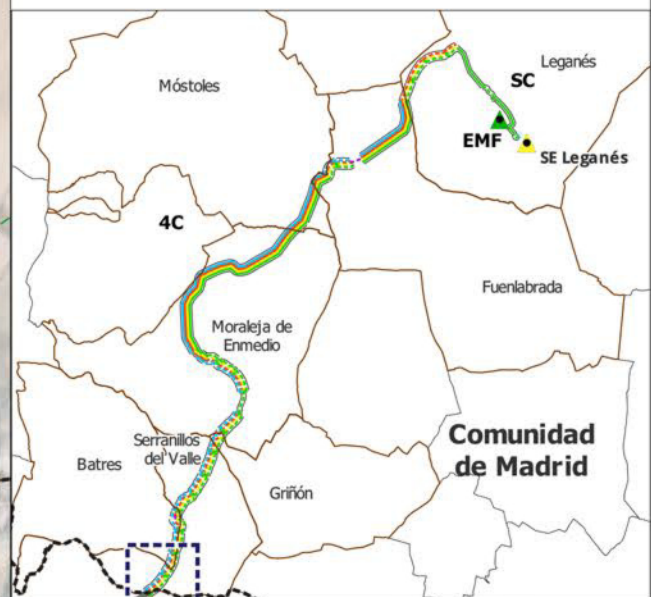 Leganés
SC
Móstoles
EMF
SE Leganés
4C
Fuenlabrada
Moraleja de
Enmedio
Comunidad
de Madrid
Serranillos
del Valle
Batres
Griñón